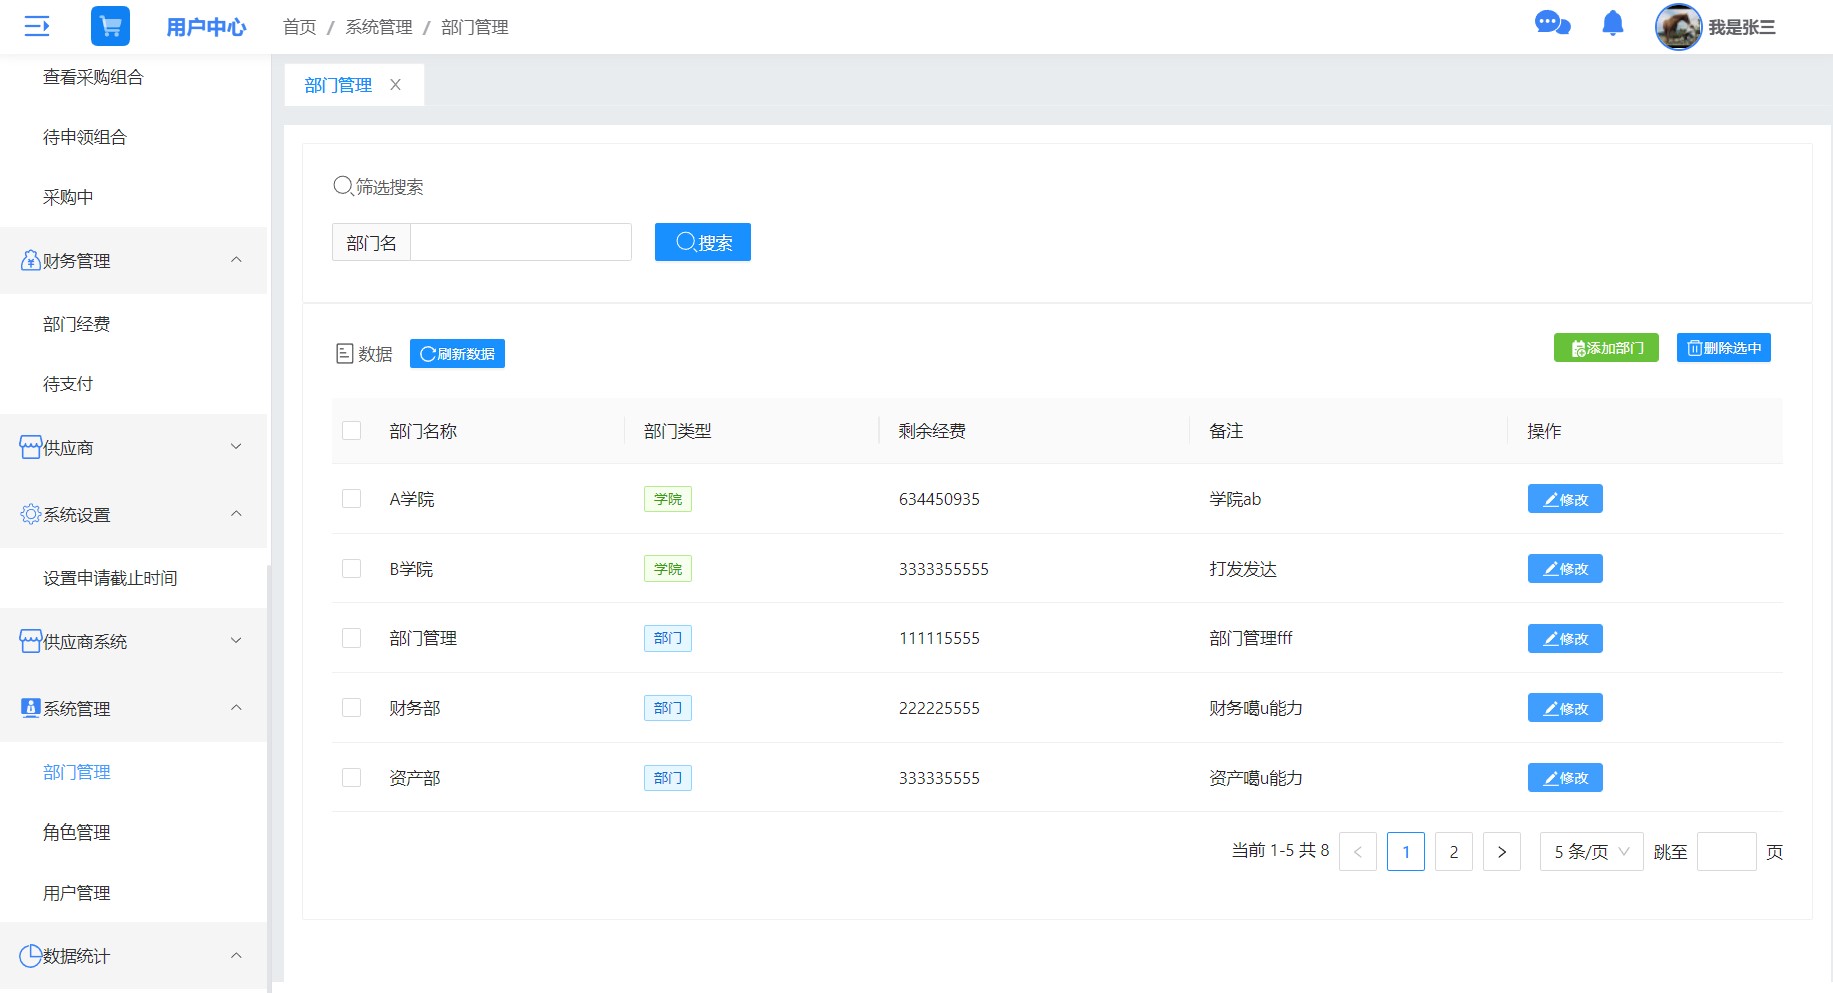 用户中心
首页 / 系统管理 / 部门管理
我是张三
查看采购组合
待申领组合
采购中
财务管理
部门经费
待支付
供应商
系统设置
设置申请截止时间
供应商系统
系统管理
部门管理
角色管理
用户管理
数据统计
部门管理
筛选搜索
部门名 搜索
数据 刷新数据 添加部门 删除选中
部门名称 部门类型 剩余经费 备注 操作
A学院 学院 634450935 学院ab 修改
B学院 学院 3333355555 打发发达 修改
部门管理 部门 111115555 部门管理fff 修改
财务部 部门 222225555 财务噶u能力 修改
资产部 部门 333335555 资产噶u能力 修改
当前 1-5 共 8 < 1 2 > 5 条/页 跳至 页